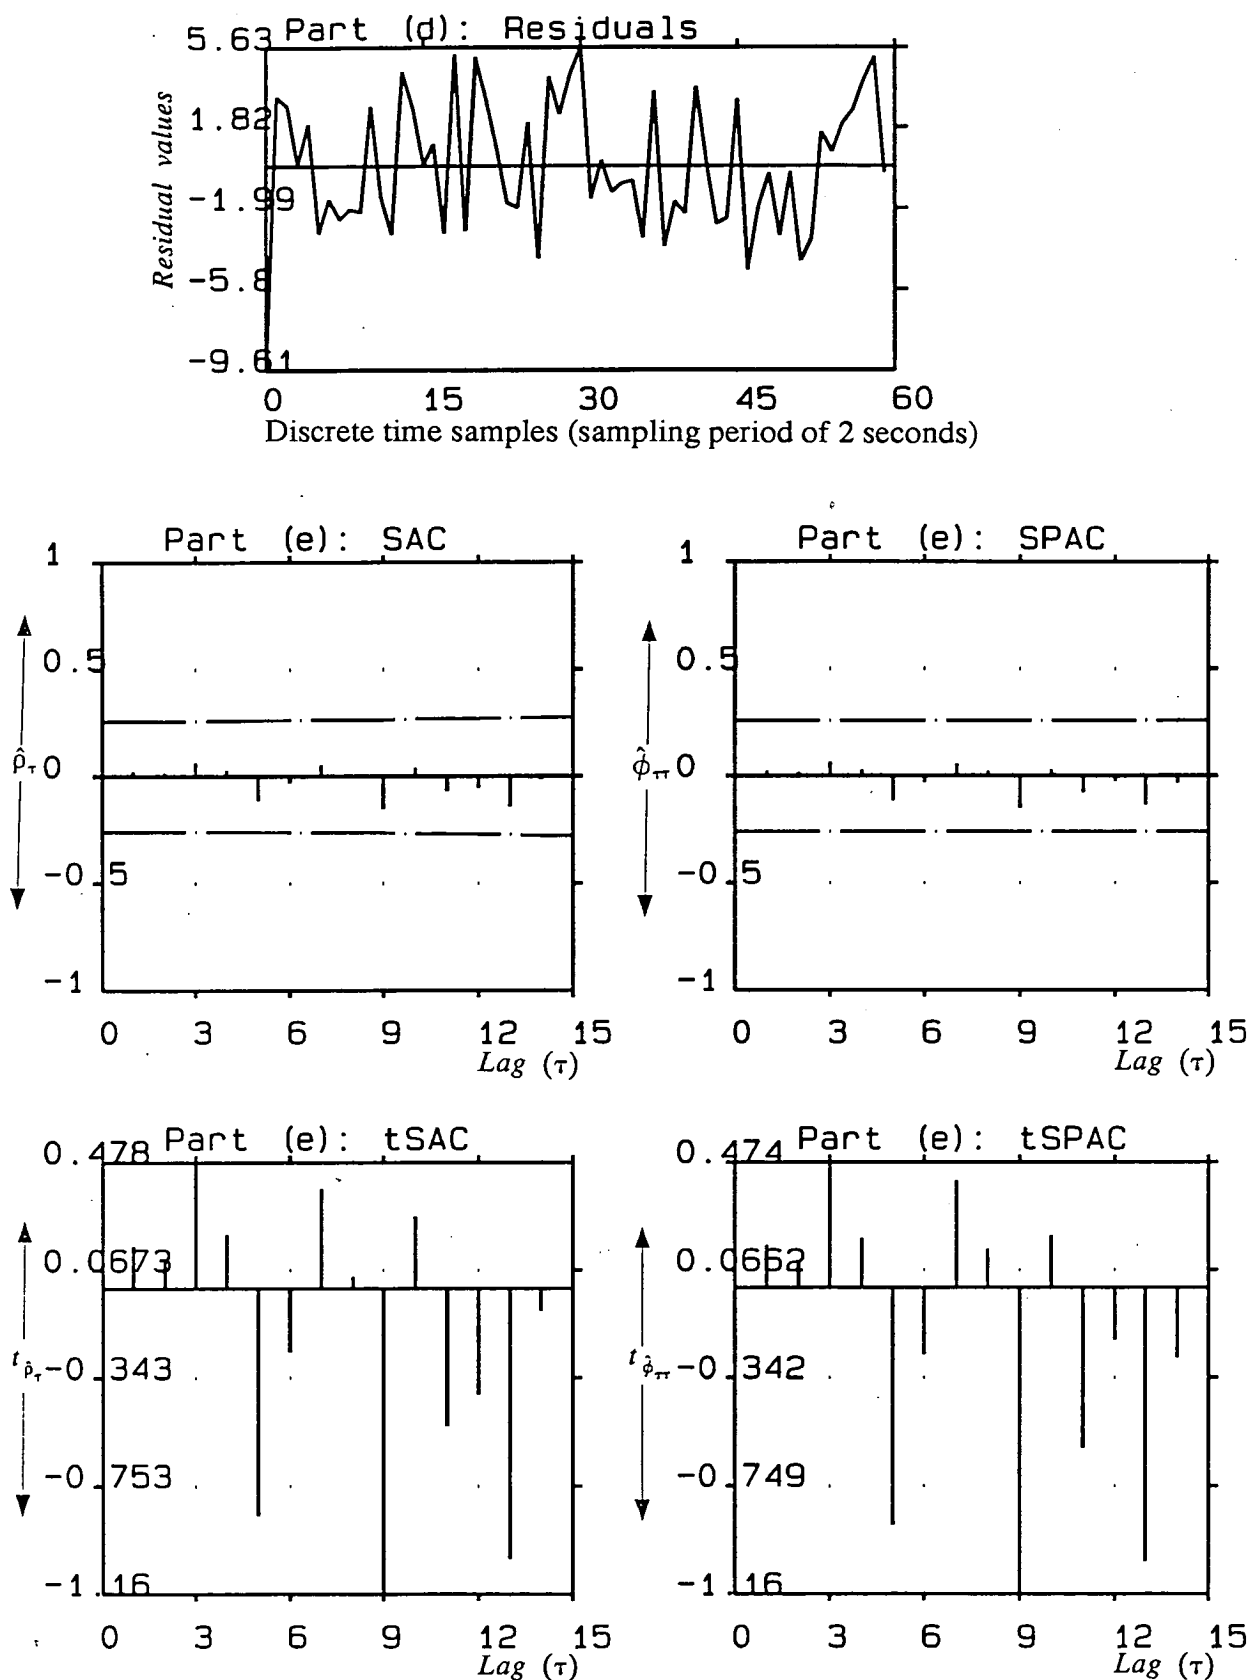 Part (d): Residuals
5.63
1.82
-1.99
-5.8
-9.61
Residual values
0 15 30 45 60
Discrete time samples (sampling period of 2 seconds)
Part (e): SAC
1
0.5
0
-0.5
-1
ρ̂τ
0 3 6 9 12 15
Lag (τ)
Part (e): SPAC
1
0.5
0
-0.5
-1
φ̂ττ
0 3 6 9 12 15
Lag (τ)
Part (e): tSAC
0.478
0.0673
-0.343
-0.753
-1.16
tρ̂τ
0 3 6 9 12 15
Lag (τ)
Part (e): tSPAC
0.474
0.0662
-0.342
-0.749
-1.16
tφ̂ττ
0 3 6 9 12 15
Lag (τ)